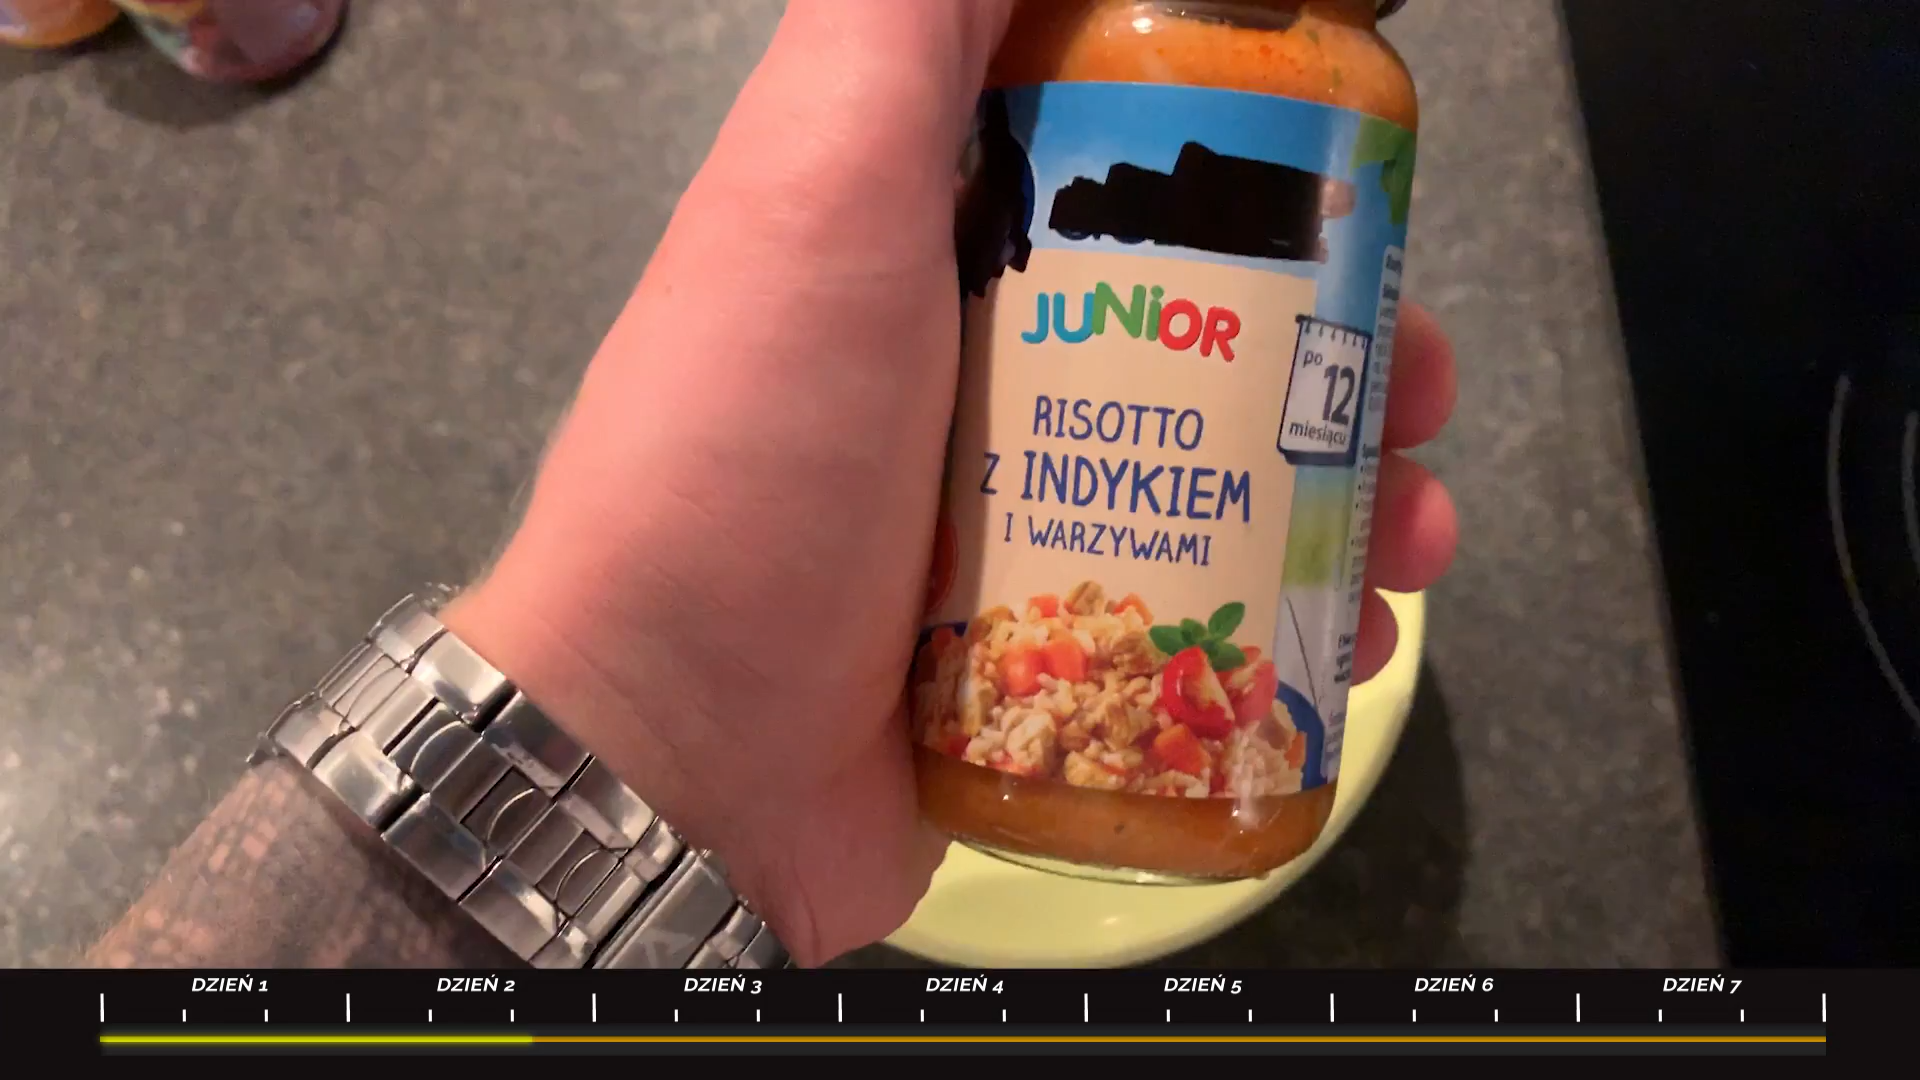 JUNiOR
po
12
miesiącu
RISOTTO
Z INDYKIEM
I WARZYWAMI
DZIEŃ 1
DZIEŃ 2
DZIEŃ 3
DZIEŃ 4
DZIEŃ 5
DZIEŃ 6
DZIEŃ 7